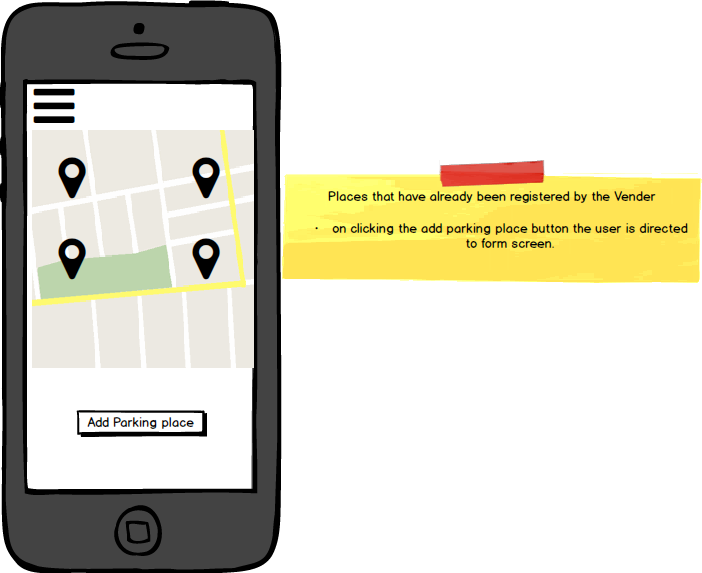 Places that have already been registered by the Vender
· on clicking the add parking place button the user is directed
to form screen.
Add Parking place